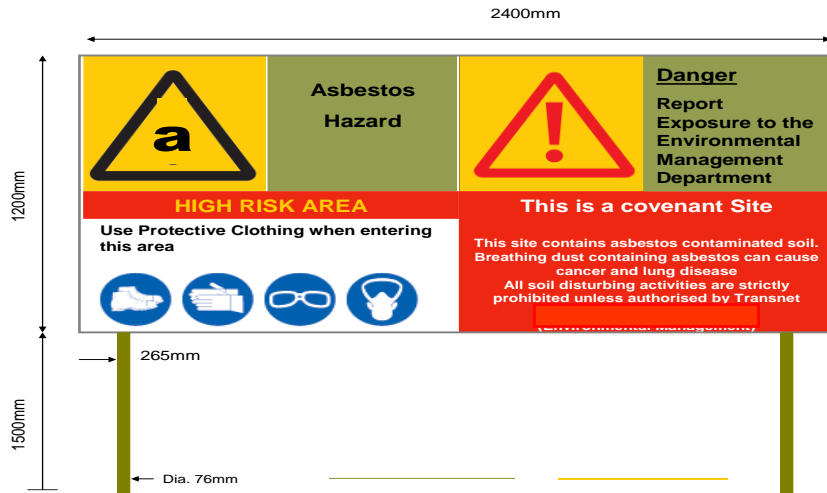 2400mm
a
Asbestos
Hazard
Danger
Report
Exposure to the
Environmental
Management
Department
1200mm
HIGH RISK AREA
Use Protective Clothing when entering
this area
This is a covenant Site
This site contains asbestos contaminated soil.
Breathing dust containing asbestos can cause
cancer and lung disease
All soil disturbing activities are strictly
prohibited unless authorised by Transnet
(Environmental Management)
265mm
1500mm
Dia. 76mm